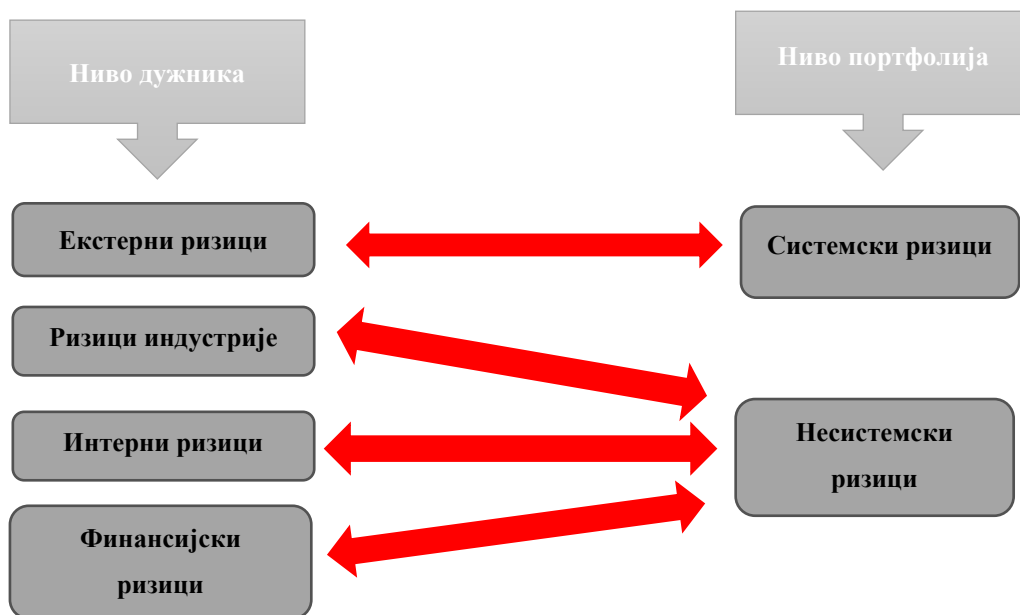 Ниво дужника
Ниво портфолија
Екстерни ризици
Системски ризици
Ризици индустрије
Интерни ризици
Несистемски
ризици
Финансијски
ризици